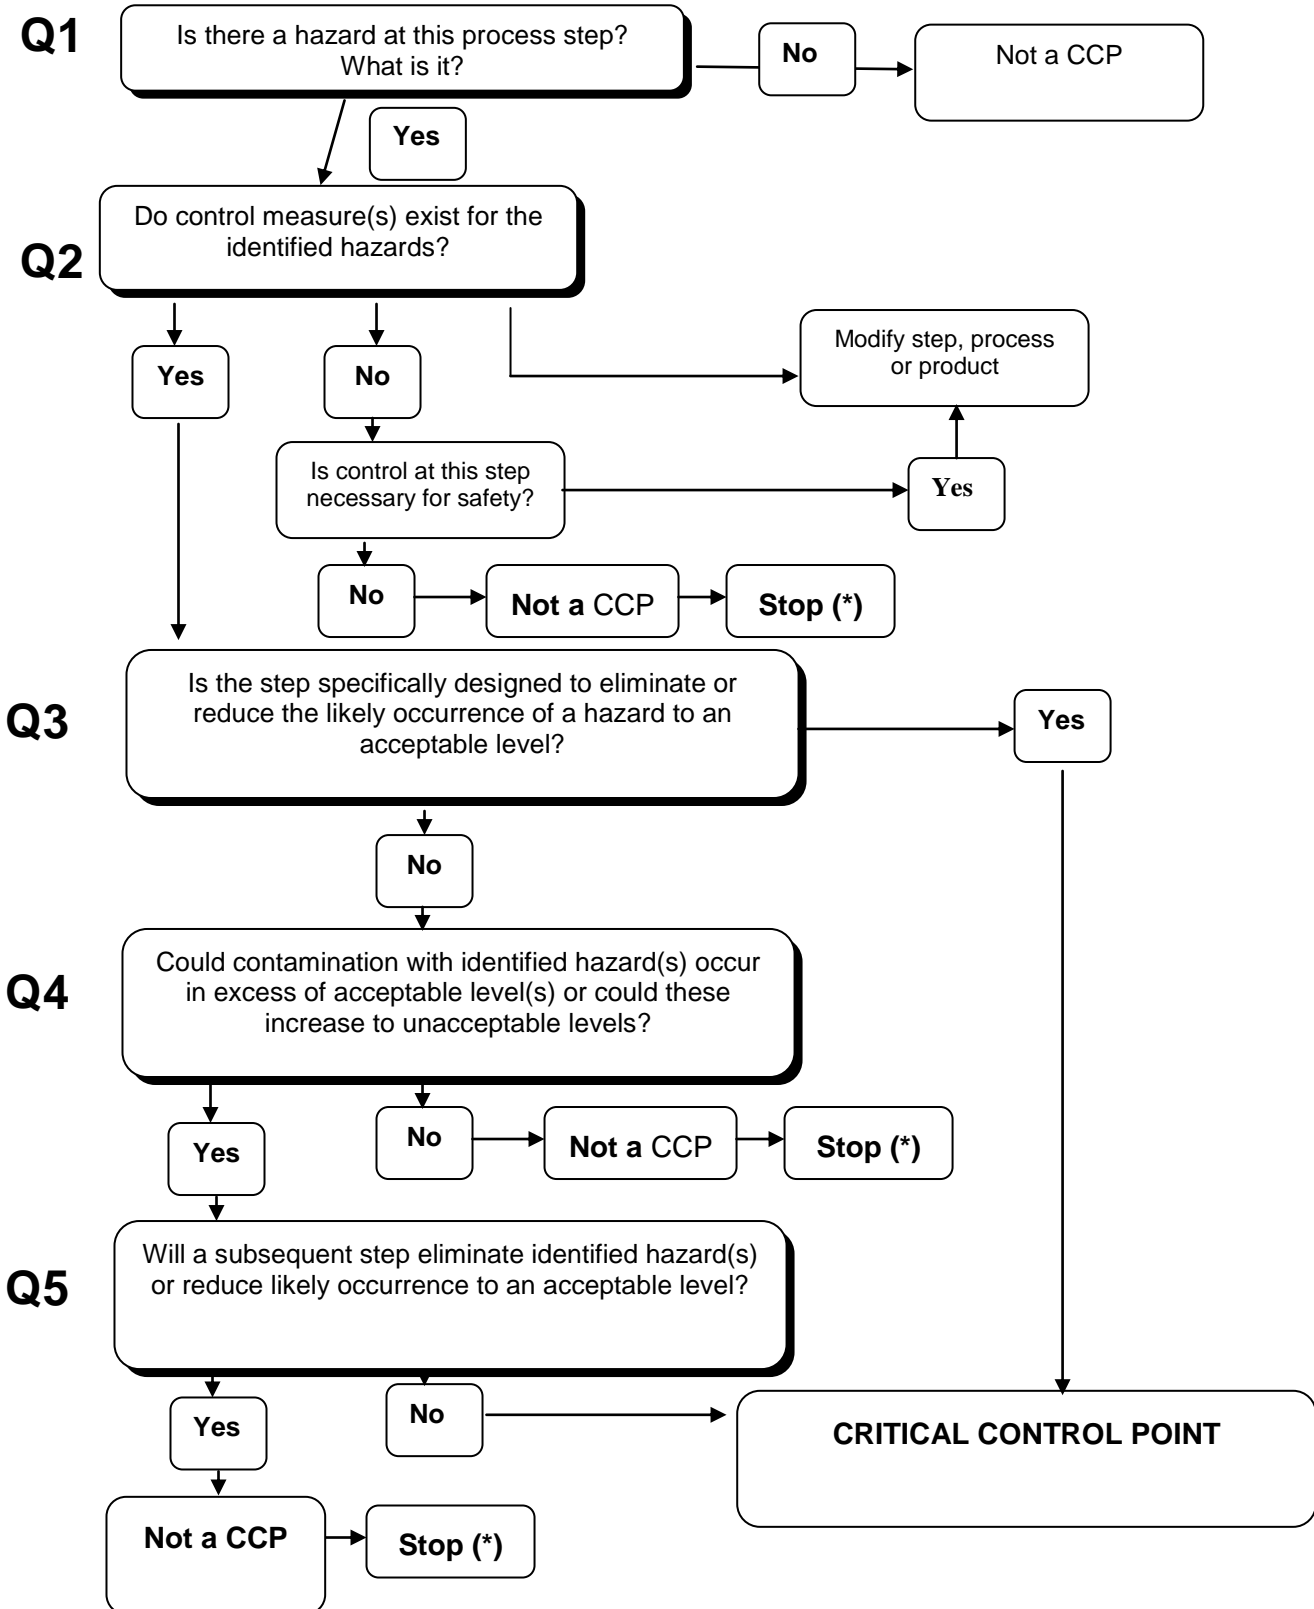 Q1
Is there a hazard at this process step?
What is it?
No
Not a CCP
Yes
Q2
Do control measure(s) exist for the
identified hazards?
Yes
No
Modify step, process
or product
Is control at this step
necessary for safety?
Yes
No
Not a CCP
Stop (*)
Q3
Is the step specifically designed to eliminate or
reduce the likely occurrence of a hazard to an
acceptable level?
Yes
No
Q4
Could contamination with identified hazard(s) occur
in excess of acceptable level(s) or could these
increase to unacceptable levels?
Yes
No
Not a CCP
Stop (*)
Q5
Will a subsequent step eliminate identified hazard(s)
or reduce likely occurrence to an acceptable level?
Yes
No
CRITICAL CONTROL POINT
Not a CCP
Stop (*)